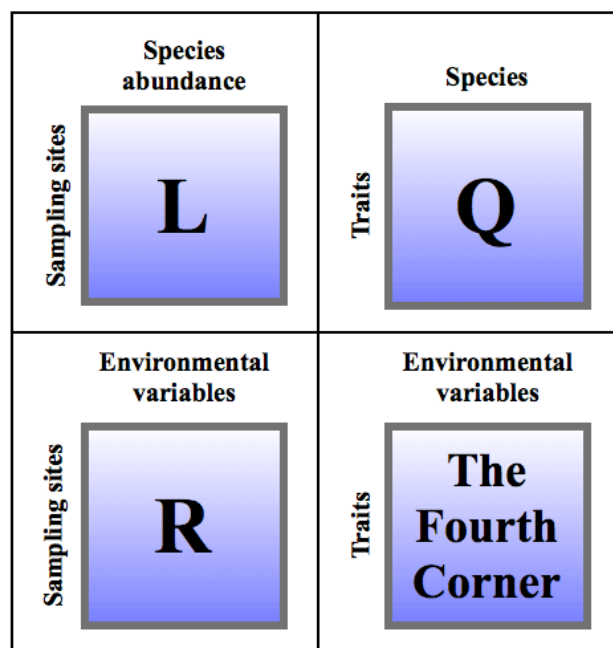 Species
abundance
Sampling sites
L
Species
Traits
Q
Environmental
variables
Sampling sites
R
Environmental
variables
Traits
The
Fourth
Corner